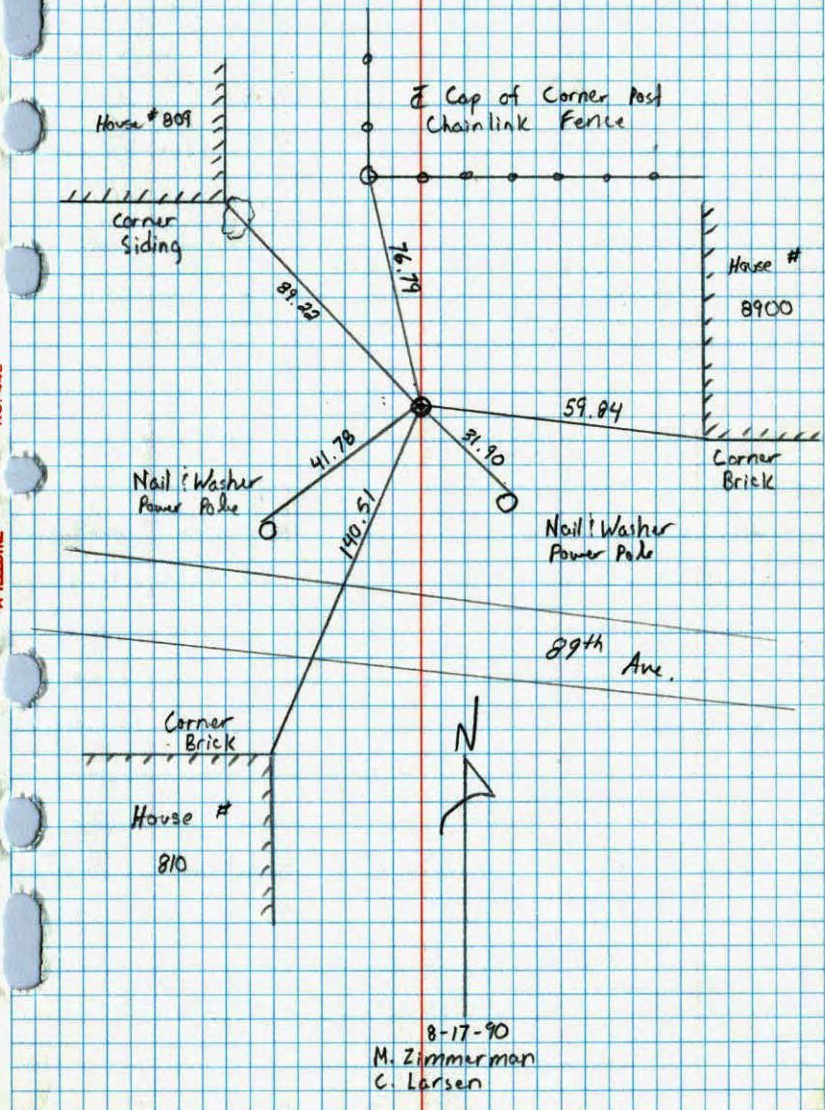 House # 809
℄ Cap of Corner Post
Chainlink Fence
Corner
Siding
76.79
House #
8900
89.22
59.84
41.78
31.90
Corner
Brick
Nail & Washer
Power Pole
140.51
Nail & Washer
Power Pole
89th Ave.
Corner
Brick
N
House #
810
8-17-90
M. Zimmerman
C. Larsen